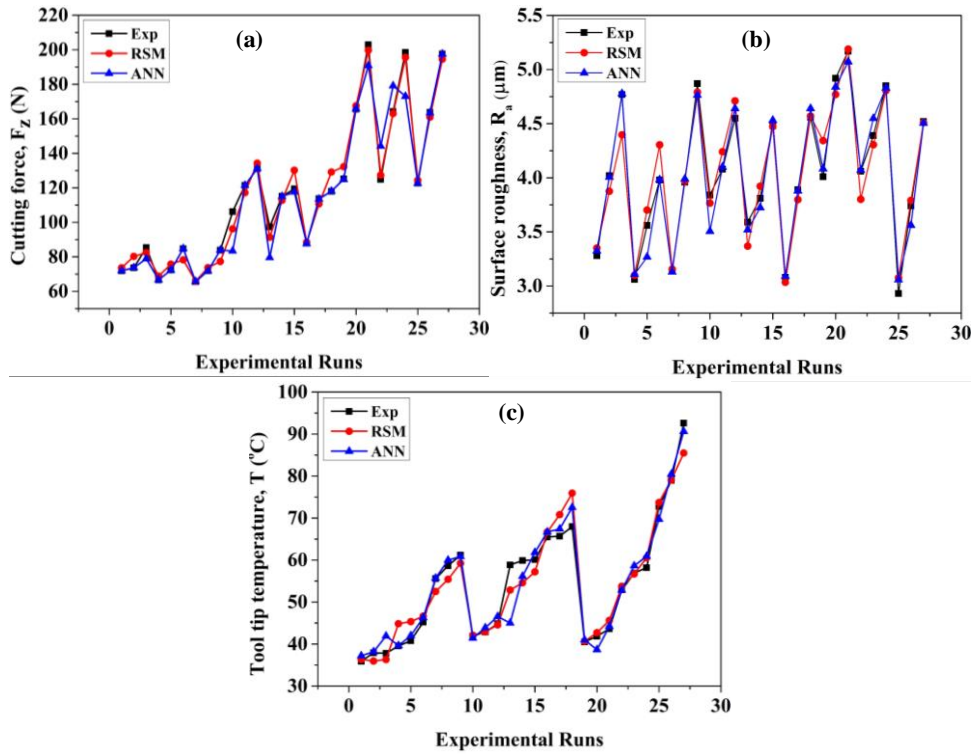 (a)
Exp
RSM
ANN
Cutting force, F_Z (N)
220
200
180
160
140
120
100
80
60
0 5 10 15 20 25 30
Experimental Runs
(b)
Exp
RSM
ANN
Surface roughness, R_a (μm)
5.5
5.0
4.5
4.0
3.5
3.0
0 5 10 15 20 25 30
Experimental Runs
(c)
Exp
RSM
ANN
Tool tip temperature, T (°C)
100
90
80
70
60
50
40
30
0 5 10 15 20 25 30
Experimental Runs